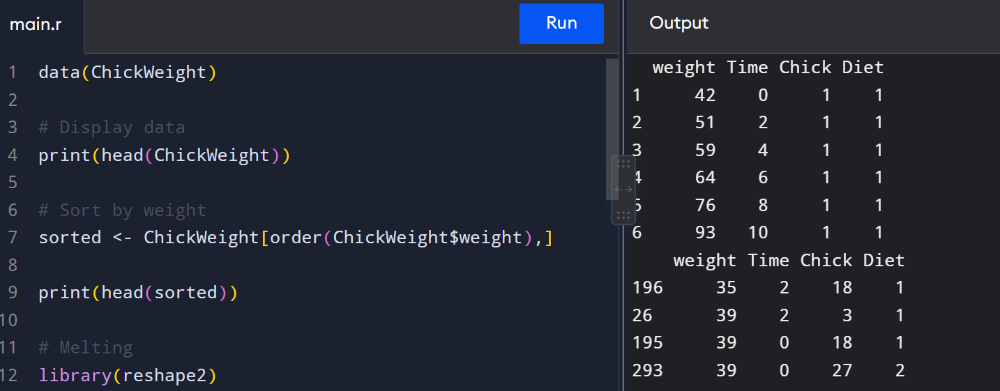 main.r
Run
1 data(ChickWeight)
2
3 # Display data
4 print(head(ChickWeight))
5
6 # Sort by weight
7 sorted <- ChickWeight[order(ChickWeight$weight),]
8
9 print(head(sorted))
10
11 # Melting
12 library(reshape2)
Output
weight Time Chick Diet
1 42 0 1 1
2 51 2 1 1
3 59 4 1 1
4 64 6 1 1
5 76 8 1 1
6 93 10 1 1
weight Time Chick Diet
196 35 2 18 1
26 39 2 3 1
195 39 0 18 1
293 39 0 27 2